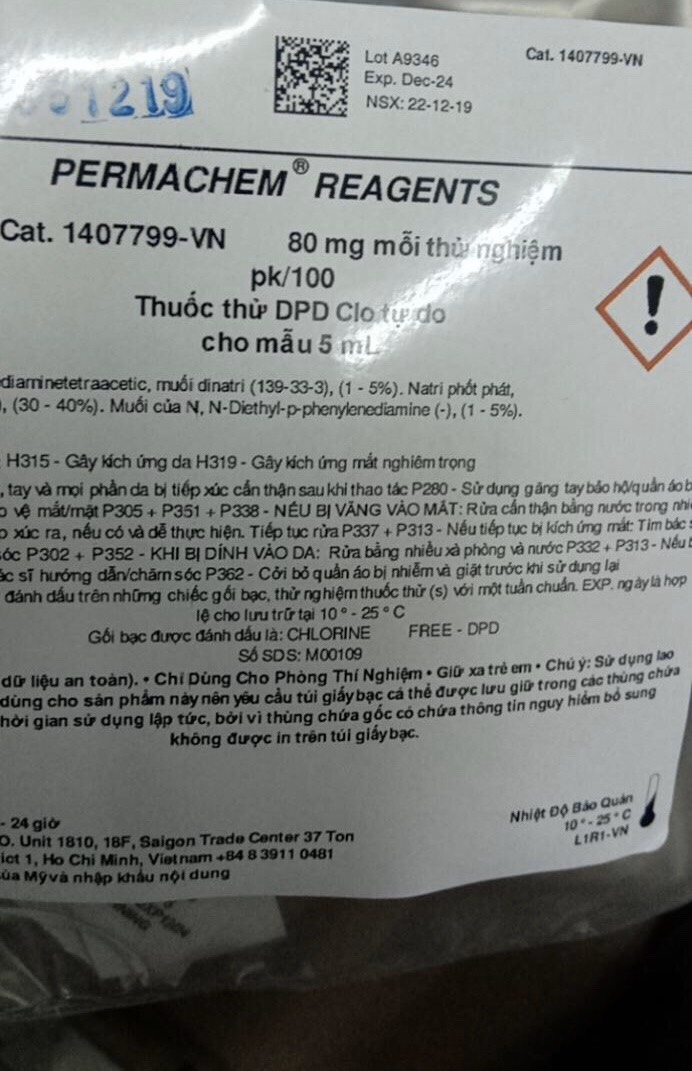 1219
Lot A9346
Exp. Dec-24
NSX: 22-12-19
Cat. 1407799-VN
PERMACHEM® REAGENTS
Cat. 1407799-VN 80 mg mỗi thử nghiệm
pk/100
Thuốc thử DPD Clo tự do
cho mẫu 5 mL
diaminetetraacetic, muối dinatri (139-33-3), (1 - 5%). Natri phốt phát,
, (30 - 40%). Muối của N, N-Diethyl-p-phenylenediamine (-), (1 - 5%).
H315 - Gây kích ứng da H319 - Gây kích ứng mắt nghiêm trọng
, tay và mọi phần da bị tiếp xúc cẩn thận sau khi thao tác P280 - Sử dụng găng tay bảo hộ/quần áo b
o vệ mắt/mặt P305 + P351 + P338 - NẾU BỊ VĂNG VÀO MẮT: Rửa cẩn thận bằng nước trong nhi
p xúc ra, nếu có và dễ thực hiện. Tiếp tục rửa P337 + P313 - Nếu tiếp tục bị kích ứng mắt: Tìm bác s
óc P302 + P352 - KHI BỊ DÍNH VÀO DA: Rửa bằng nhiều xà phòng và nước P332 + P313 - Nếu b
ác sĩ hướng dẫn/chăm sóc P362 - Cởi bỏ quần áo bị nhiễm và giặt trước khi sử dụng lại
đánh dấu trên những chiếc gối bạc, thử nghiệm thuốc thử (s) với một tuần chuẩn. EXP. ngày là hợp
lệ cho lưu trữ tại 10° - 25° C
Gối bạc được đánh dấu là: CHLORINE FREE - DPD
Số SDS: M00109
dữ liệu an toàn). • Chỉ Dùng Cho Phòng Thí Nghiệm • Giữ xa trẻ em • Chú ý: Sử dụng lao
dùng cho sản phẩm này nên yêu cầu túi giấy bạc cá thể được lưu giữ trong các thùng chứa
hời gian sử dụng lập tức, bởi vì thùng chứa gốc có chứa thông tin nguy hiểm bổ sung
không được in trên túi giấy bạc.
- 24 giờ
O. Unit 1810, 18F, Saigon Trade Center 37 Ton
ict 1, Ho Chi Minh, Vietnam +84 8 3911 0481
ủa Mỹ và nhập khẩu nội dung
Nhiệt Độ Bảo Quản
10° - 25° C
L1R1-VN